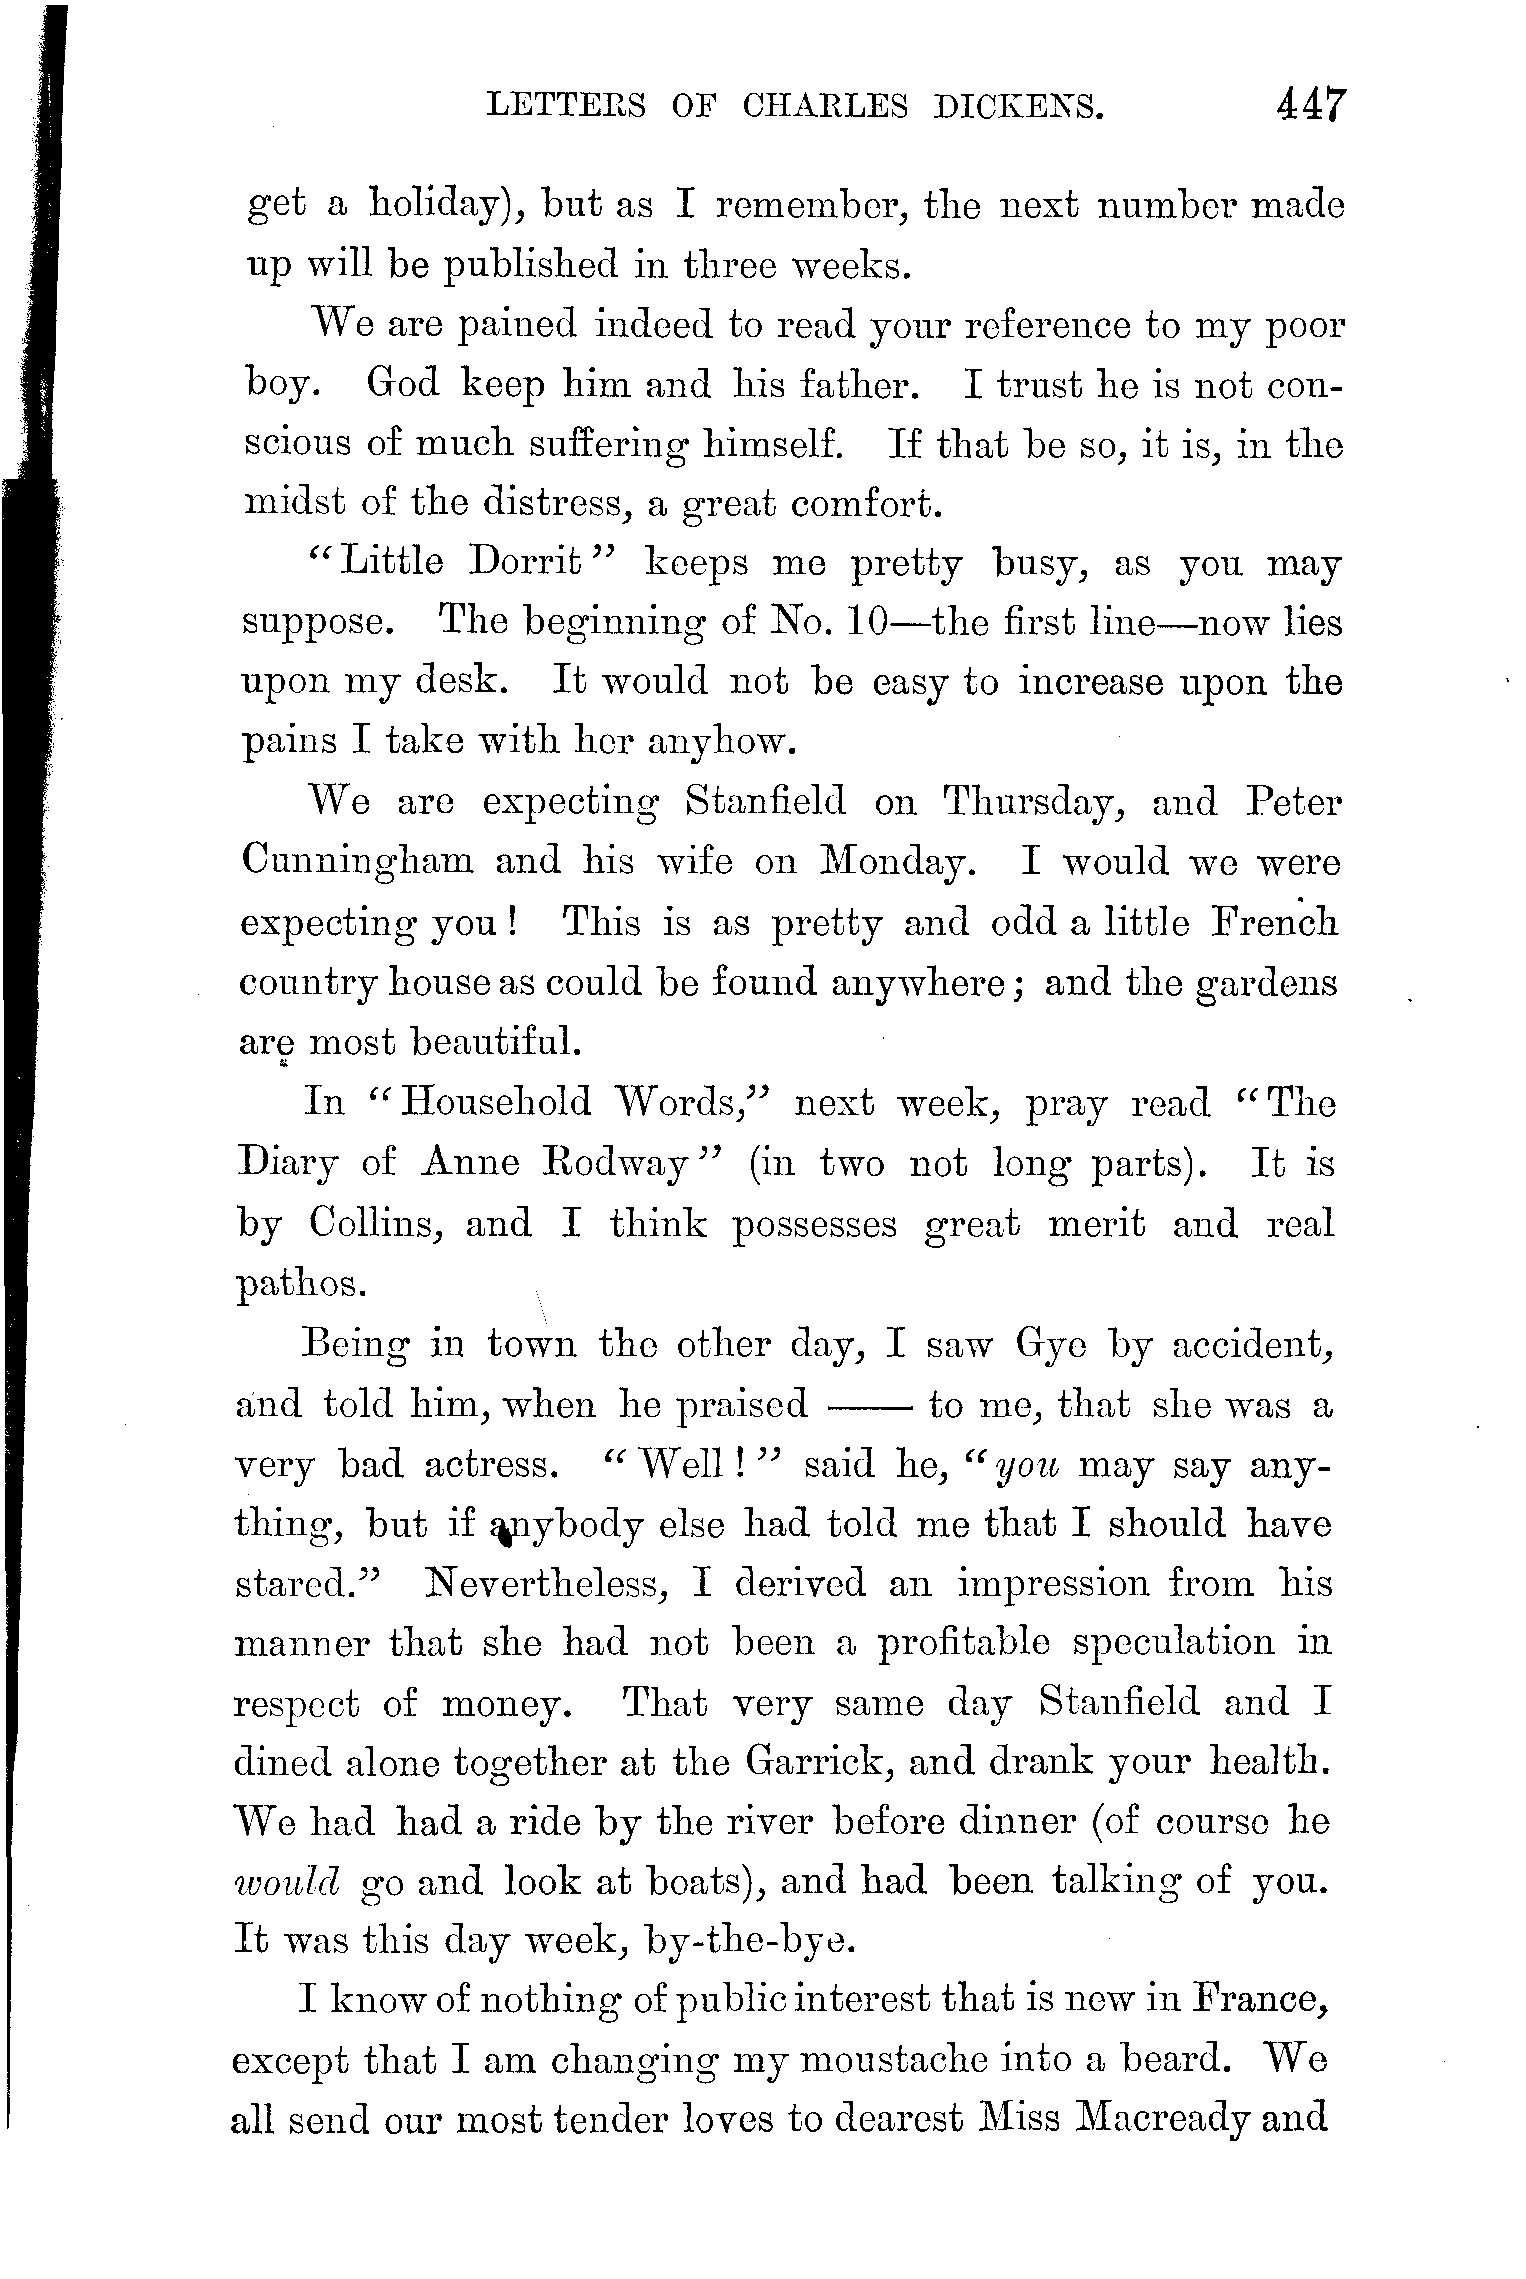 LETTERS OF CHARLES DICKENS. 447
get a holiday), but as I remember, the next number made
up will be published in three weeks.
We are pained indeed to read your reference to my poor
boy. God keep him and his father. I trust he is not con-
scious of much suffering himself. If that be so, it is, in the
midst of the distress, a great comfort.
"Little Dorrit" keeps me pretty busy, as you may
suppose. The beginning of No. 10—the first line—now lies
upon my desk. It would not be easy to increase upon the
pains I take with her anyhow.
We are expecting Stanfield on Thursday, and Peter
Cunningham and his wife on Monday. I would we were
expecting you! This is as pretty and odd a little French
country house as could be found anywhere; and the gardens
are most beautiful.
In "Household Words," next week, pray read "The
Diary of Anne Rodway" (in two not long parts). It is
by Collins, and I think possesses great merit and real
pathos.
Being in town the other day, I saw Gye by accident,
and told him, when he praised —— to me, that she was a
very bad actress. "Well!" said he, "you may say any-
thing, but if anybody else had told me that I should have
stared." Nevertheless, I derived an impression from his
manner that she had not been a profitable speculation in
respect of money. That very same day Stanfield and I
dined alone together at the Garrick, and drank your health.
We had had a ride by the river before dinner (of course he
would go and look at boats), and had been talking of you.
It was this day week, by-the-bye.
I know of nothing of public interest that is new in France,
except that I am changing my moustache into a beard. We
all send our most tender loves to dearest Miss Macready and